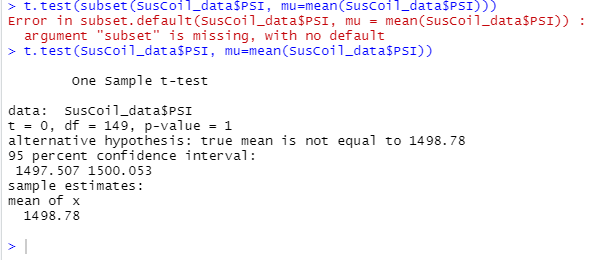 > t.test(subset(SusCoil_data$PSI, mu=mean(SusCoil_data$PSI)))
Error in subset.default(SusCoil_data$PSI, mu = mean(SusCoil_data$PSI)) :
  argument "subset" is missing, with no default
> t.test(SusCoil_data$PSI, mu=mean(SusCoil_data$PSI))
        One Sample t-test
data:  SusCoil_data$PSI
t = 0, df = 149, p-value = 1
alternative hypothesis: true mean is not equal to 1498.78
95 percent confidence interval:
 1497.507 1500.053
sample estimates:
mean of x
  1498.78
>